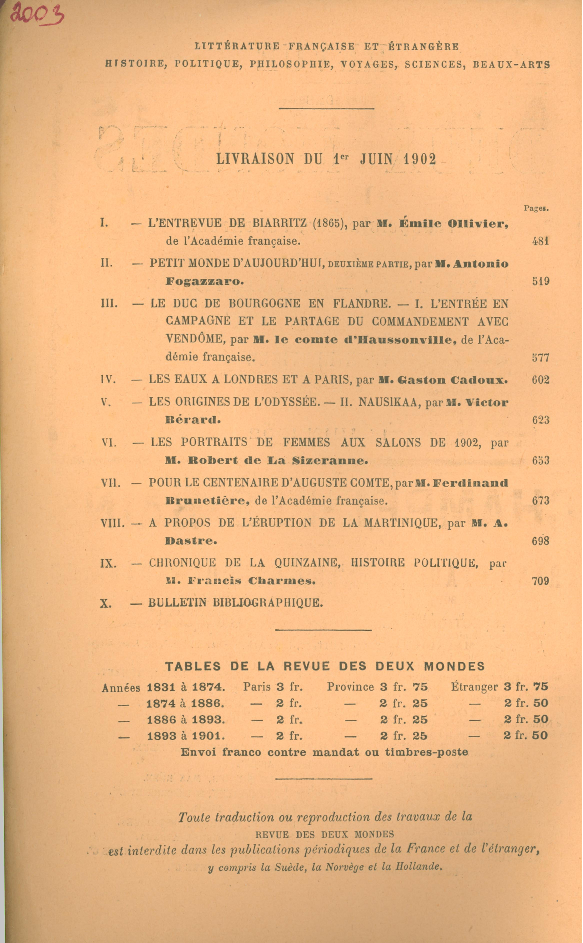 2003
LITTÉRATURE FRANÇAISE ET ÉTRANGÈRE
HISTOIRE, POLITIQUE, PHILOSOPHIE, VOYAGES, SCIENCES, BEAUX-ARTS
LIVRAISON DU 1er JUIN 1902
Pages.
I. — L'ENTREVUE DE BIARRITZ (1865), par M. Émile Ollivier,
de l'Académie française. 481
II. — PETIT MONDE D'AUJOURD'HUI, DEUXIÈME PARTIE, par M. Antonio
Fogazzaro. 519
III. — LE DUC DE BOURGOGNE EN FLANDRE. — I. L'ENTRÉE EN
CAMPAGNE ET LE PARTAGE DU COMMANDEMENT AVEC
VENDÔME, par M. le comte d'Haussonville, de l'Aca-
démie française. 577
IV. — LES EAUX A LONDRES ET A PARIS, par M. Gaston Cadoux. 602
V. — LES ORIGINES DE L'ODYSSÉE. — II. NAUSIKAA, par M. Victor
Bérard. 623
VI. — LES PORTRAITS DE FEMMES AUX SALONS DE 1902, par
M. Robert de La Sizeranne. 653
VII. — POUR LE CENTENAIRE D'AUGUSTE COMTE, par M. Ferdinand
Brunetière, de l'Académie française. 673
VIII. — A PROPOS DE L'ÉRUPTION DE LA MARTINIQUE, par M. A.
Dastre. 698
IX. — CHRONIQUE DE LA QUINZAINE, HISTOIRE POLITIQUE, par
M. Francis Charmes. 709
X. — BULLETIN BIBLIOGRAPHIQUE.
TABLES DE LA REVUE DES DEUX MONDES
Années 1831 à 1874. Paris 3 fr. Province 3 fr. 75 Étranger 3 fr. 75
— 1874 à 1886. — 2 fr. — 2 fr. 25 — 2 fr. 50
— 1886 à 1893. — 2 fr. — 2 fr. 25 — 2 fr. 50
— 1893 à 1901. — 2 fr. — 2 fr. 25 — 2 fr. 50
Envoi franco contre mandat ou timbres-poste
Toute traduction ou reproduction des travaux de la
REVUE DES DEUX MONDES
est interdite dans les publications périodiques de la France et de l'étranger,
y compris la Suède, la Norvège et la Hollande.